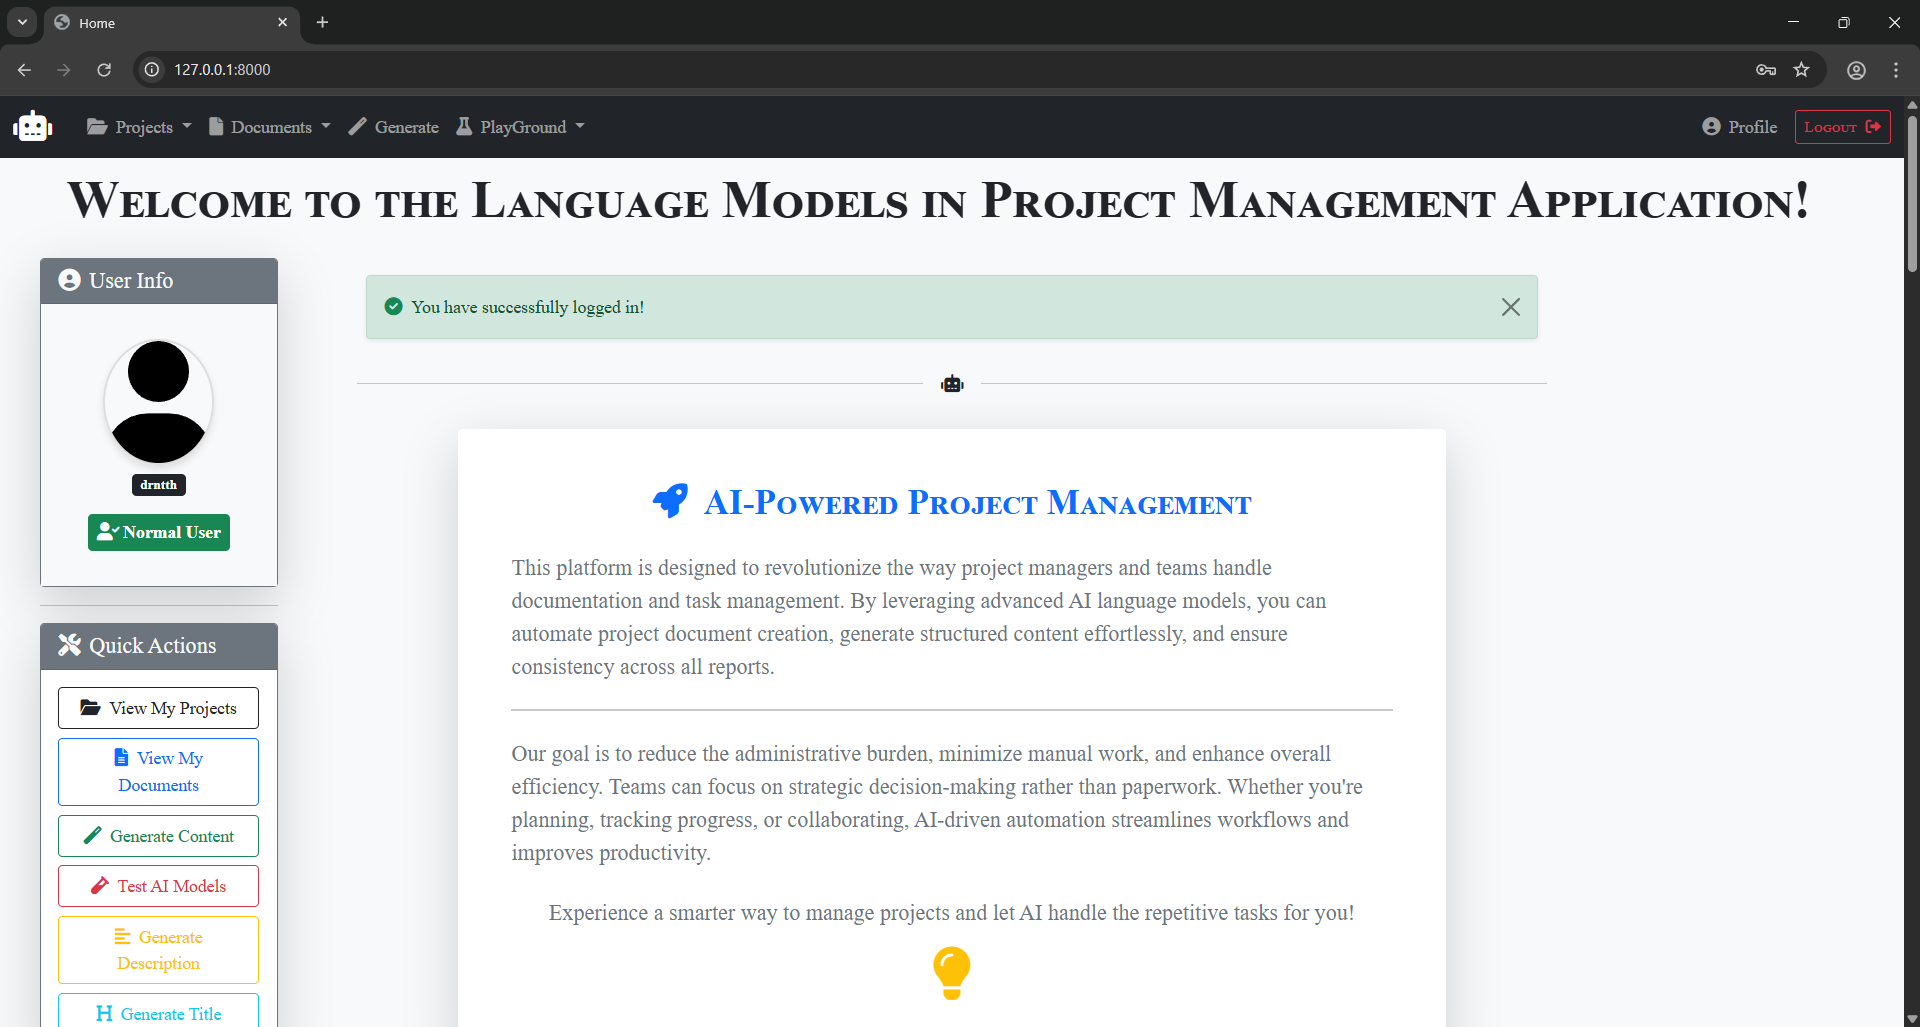 Home
127.0.0.1:8000
Projects Documents Generate PlayGround Profile Logout
Welcome to the Language Models in Project Management Application!
User Info
drntth
Normal User
Quick Actions
View My Projects
View My
Documents
Generate Content
Test AI Models
Generate
Description
Generate Title
You have successfully logged in!
AI-Powered Project Management
This platform is designed to revolutionize the way project managers and teams handle
documentation and task management. By leveraging advanced AI language models, you can
automate project document creation, generate structured content effortlessly, and ensure
consistency across all reports.
Our goal is to reduce the administrative burden, minimize manual work, and enhance overall
efficiency. Teams can focus on strategic decision-making rather than paperwork. Whether you're
planning, tracking progress, or collaborating, AI-driven automation streamlines workflows and
improves productivity.
Experience a smarter way to manage projects and let AI handle the repetitive tasks for you!